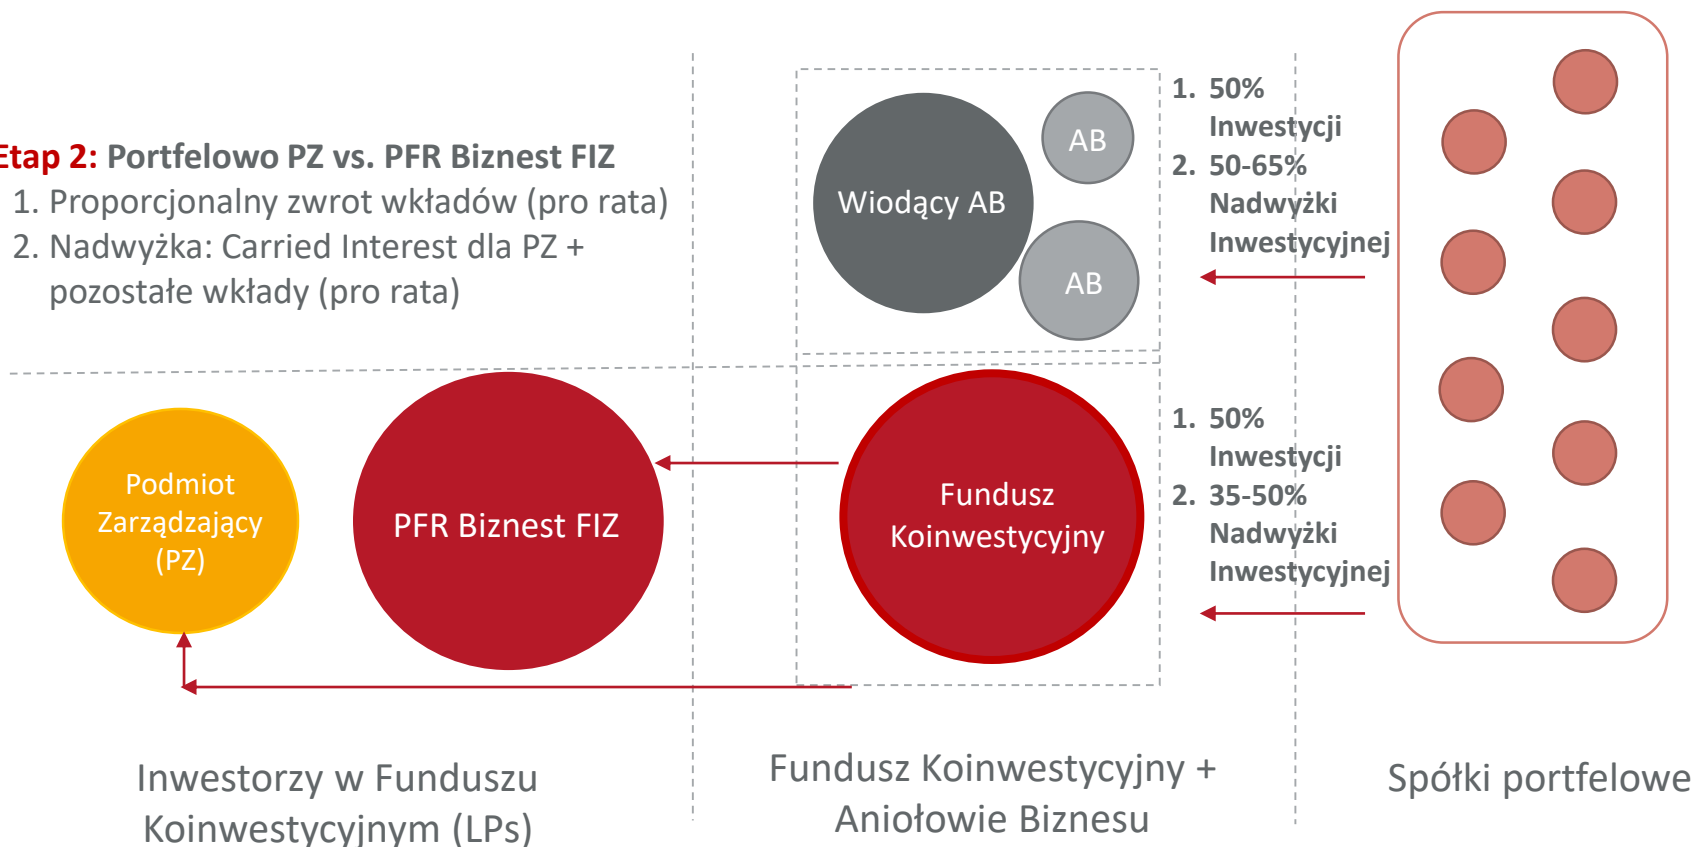 Etap 2: Portfelowo PZ vs. PFR Biznest FIZ
1. Proporcjonalny zwrot wkładów (pro rata)
2. Nadwyżka: Carried Interest dla PZ +
pozostałe wkłady (pro rata)
Wiodący AB
AB
AB
1. 50%
Inwestycji
2. 50-65%
Nadwyżki
Inwestycyjnej
Podmiot
Zarządzający
(PZ)
PFR Biznest FIZ
Fundusz
Koinwestycyjny
1. 50%
Inwestycji
2. 35-50%
Nadwyżki
Inwestycyjnej
Inwestorzy w Funduszu
Koinwestycyjnym (LPs)
Fundusz Koinwestycyjny +
Aniołowie Biznesu
Spółki portfelowe